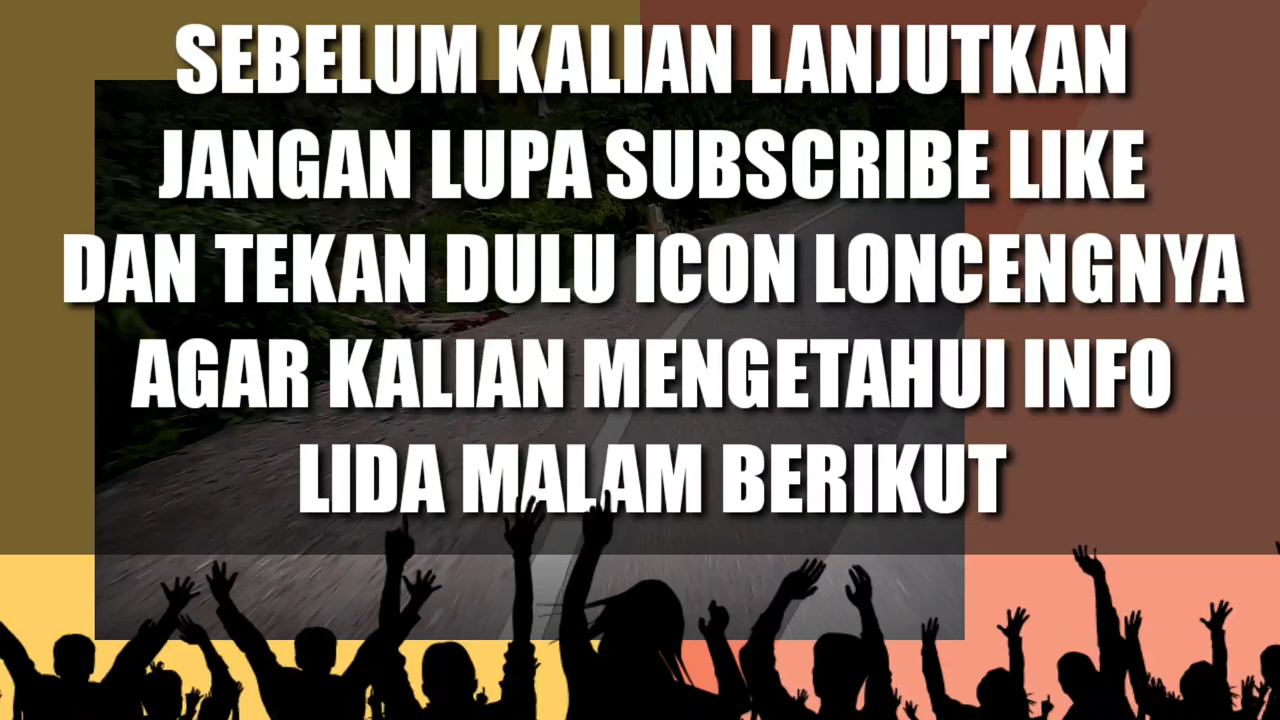 SEBELUM KALIAN LANJUTKAN
JANGAN LUPA SUBSCRIBE LIKE
DAN TEKAN DULU ICON LONCENGNYA
AGAR KALIAN MENGETAHUI INFO
LIDA MALAM BERIKUT